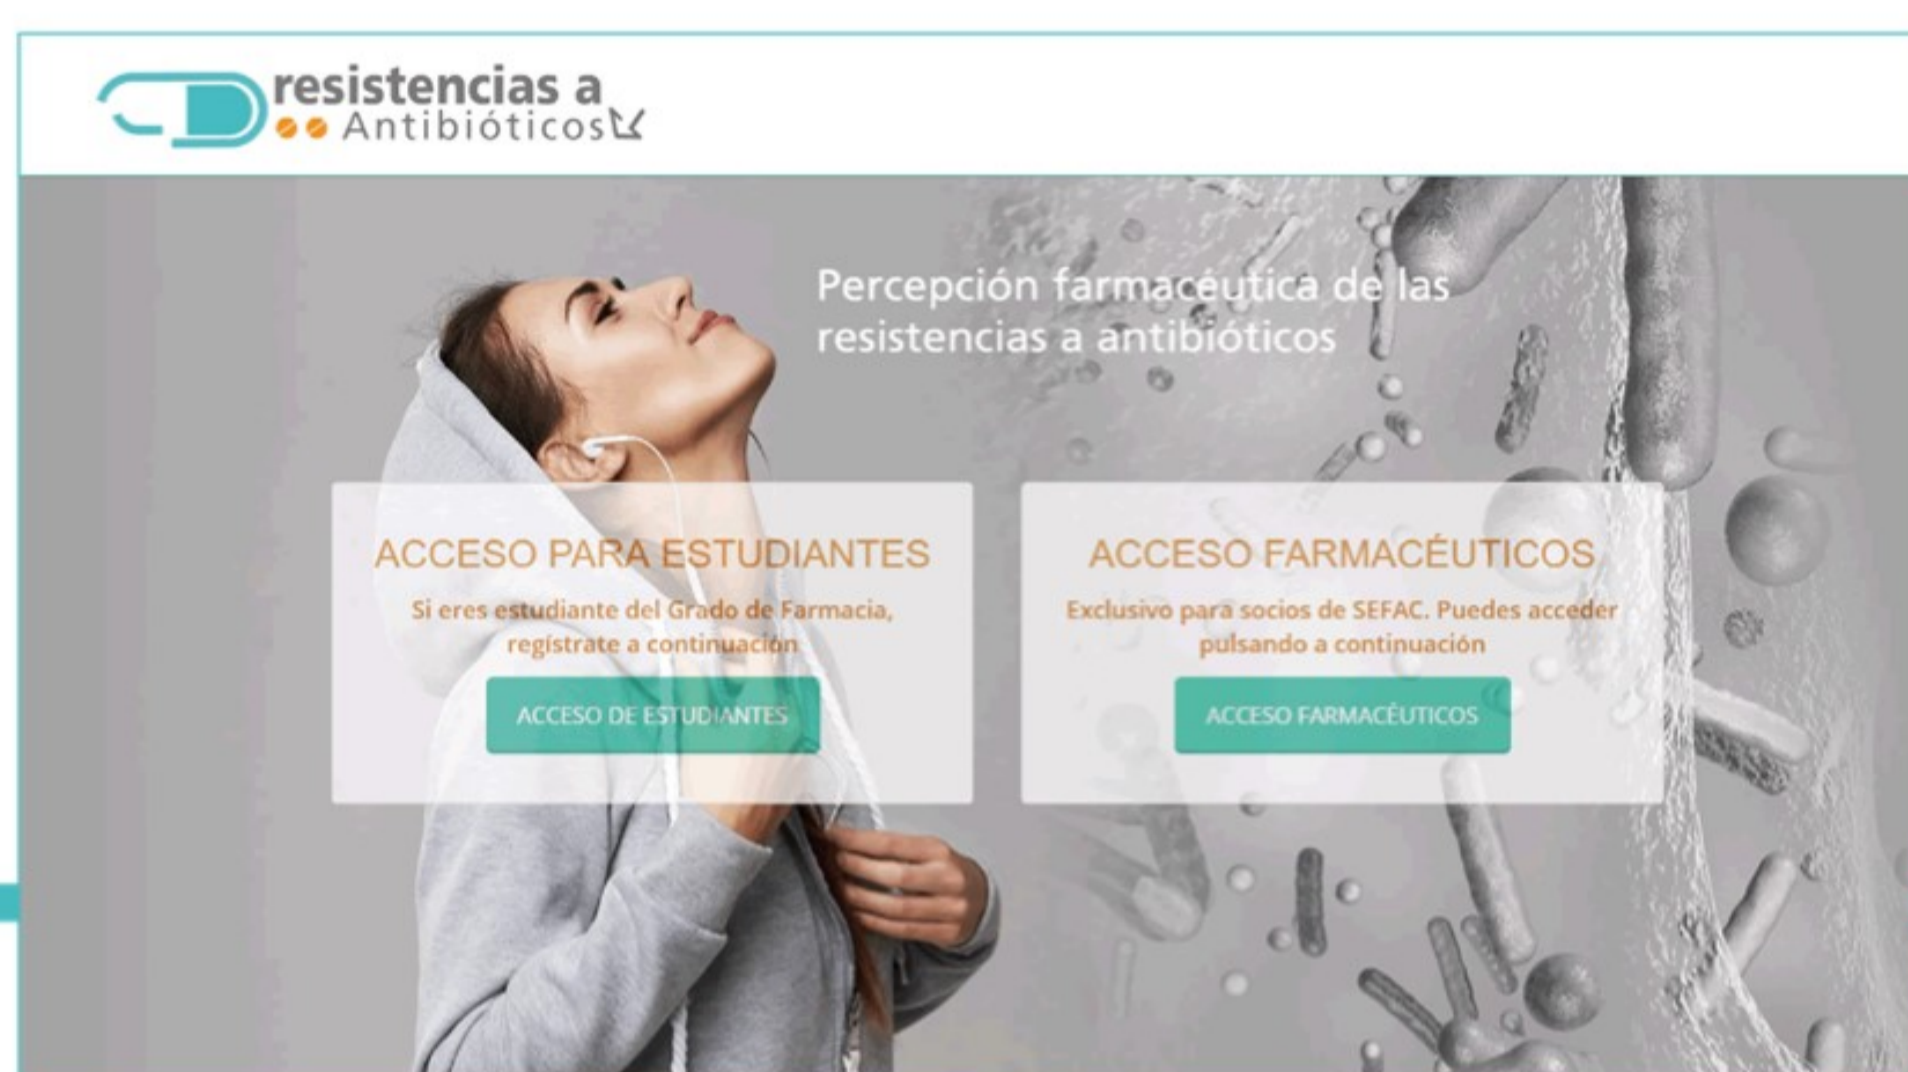 resistencias a
Antibióticos
Percepción farmacéutica de las
resistencias a antibióticos
ACCESO PARA ESTUDIANTES
Si eres estudiante del Grado de Farmacia,
regístrate a continuación
ACCESO DE ESTUDIANTES
ACCESO FARMACÉUTICOS
Exclusivo para socios de SEFAC. Puedes acceder
pulsando a continuación
ACCESO FARMACÉUTICOS